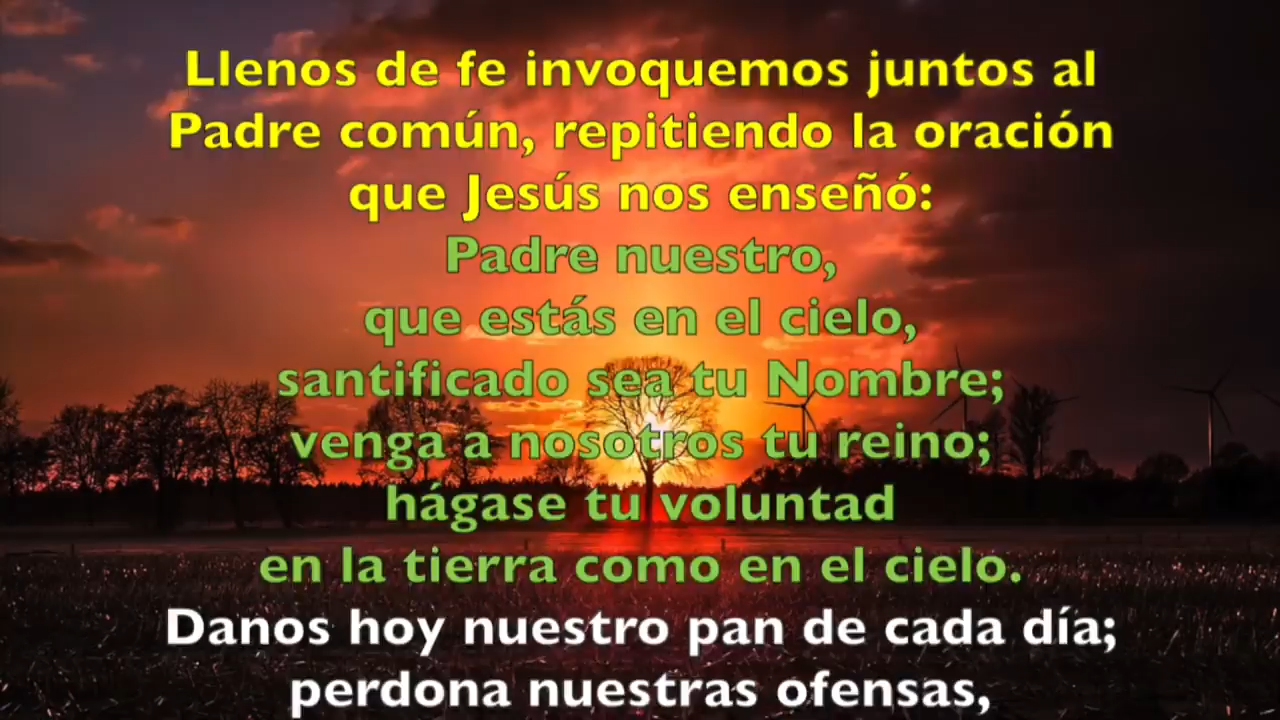 Llenos de fe invoquemos juntos al
Padre común, repitiendo la oración
que Jesús nos enseñó:
Padre nuestro,
que estás en el cielo,
santificado sea tu Nombre;
venga a nosotros tu reino;
hágase tu voluntad
en la tierra como en el cielo.
Danos hoy nuestro pan de cada día;
perdona nuestras ofensas,